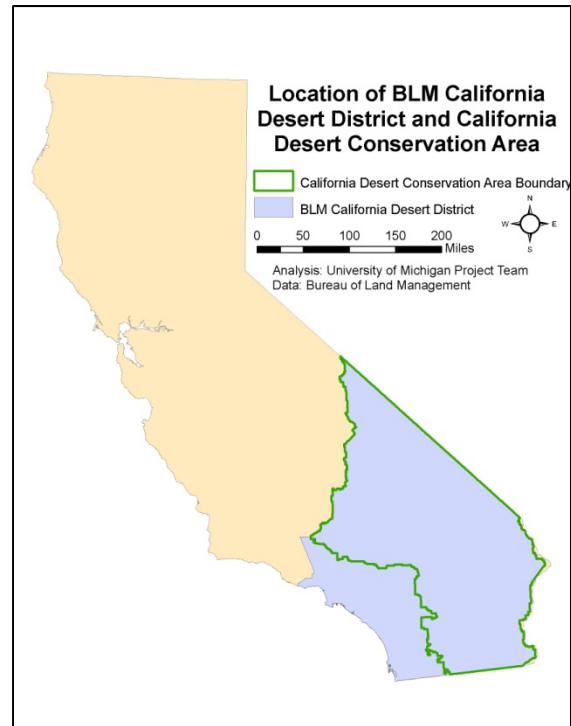 Location of BLM California
Desert District and California
Desert Conservation Area
California Desert Conservation Area Boundary
BLM California Desert District
N
W E
S
0 50 100 150 200
Miles
Analysis: University of Michigan Project Team
Data: Bureau of Land Management